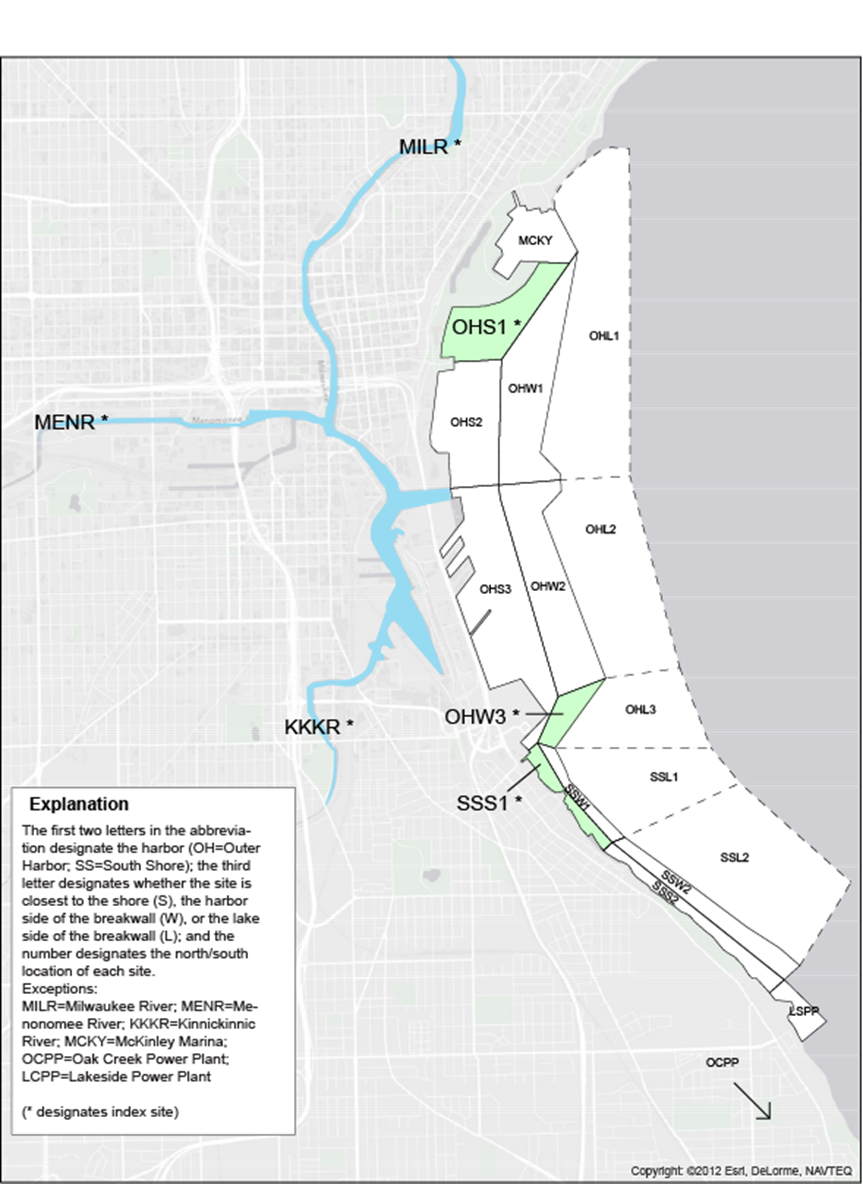 MILR *
MCKY
OHS1 *
OHL1
OHW1
MENR *
Menomonee
Milwaukee
OHS2
OHL2
OHS3
OHW2
OHW3 *
OHL3
KKKR *
SSL1
SSS1 *
SSW1
SSL2
SSW2
SSS2
LSPP
OCPP
Explanation
The first two letters in the abbrevia-
tion designate the harbor (OH=Outer
Harbor; SS=South Shore); the third
letter designates whether the site is
closest to the shore (S), the harbor
side of the breakwall (W), or the lake
side of the breakwall (L); and the
number designates the north/south
location of each site.
Exceptions:
MILR=Milwaukee River; MENR=Me-
nonomee River; KKKR=Kinnickinnic
River; MCKY=McKinley Marina;
OCPP=Oak Creek Power Plant;
LCPP=Lakeside Power Plant
(* designates index site)
Copyright: ©2012 Esri, DeLorme, NAVTEQ